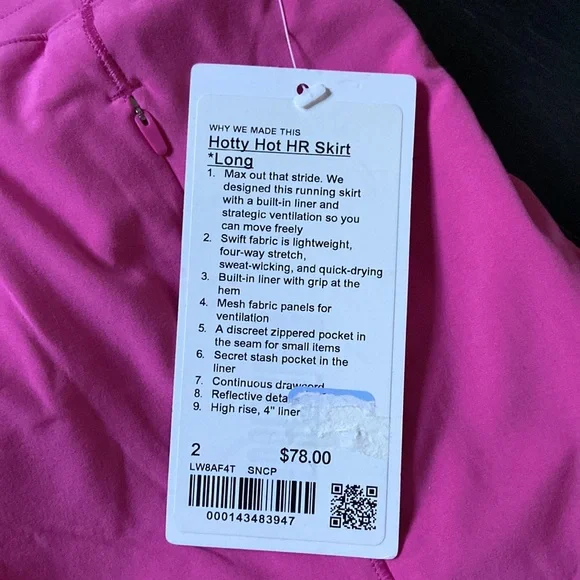 WHY WE MADE THIS
Hotty Hot HR Skirt
*Long
1. Max out that stride. We
designed this running skirt
with a built-in liner and
strategic ventilation so you
can move freely
2. Swift fabric is lightweight,
four-way stretch,
sweat-wicking, and quick-drying
3. Built-in liner with grip at the
hem
4. Mesh fabric panels for
ventilation
5. A discreet zippered pocket in
the seam for small items
6. Secret stash pocket in the
liner
7. Continuous drawcord
8. Reflective
9. High rise, 4" liner
2 $78.00
LW8AF4T SNCP
000143483947